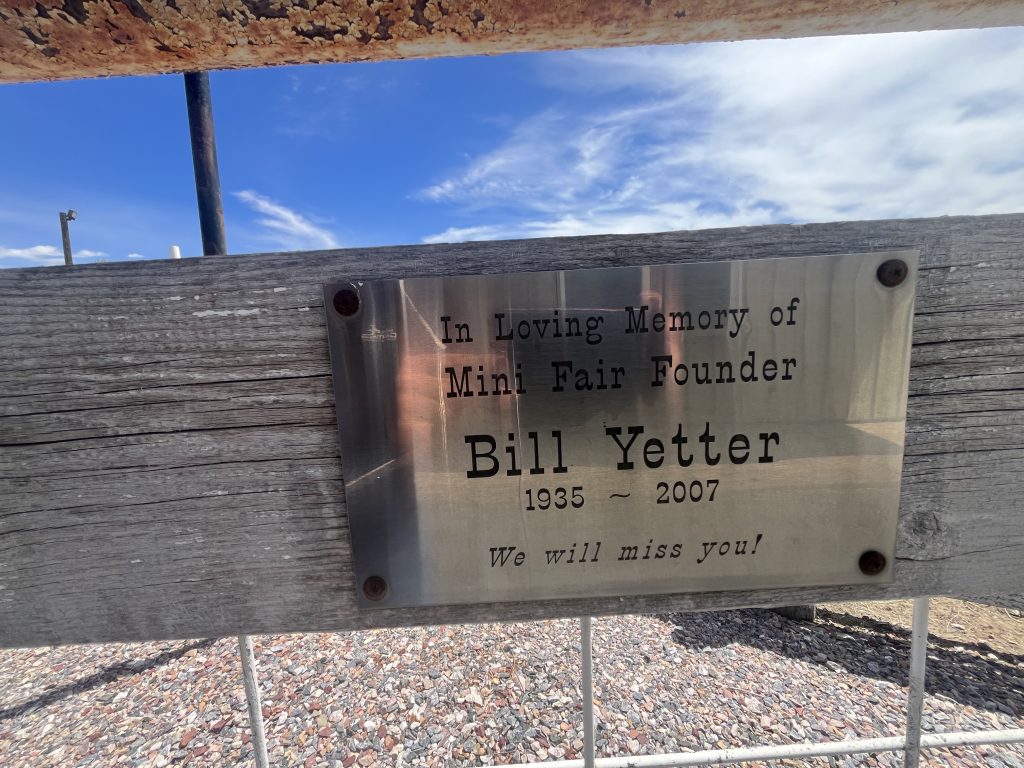 In Loving Memory of
Mini Fair Founder
Bill Yetter
1935 ~ 2007
We will miss you!